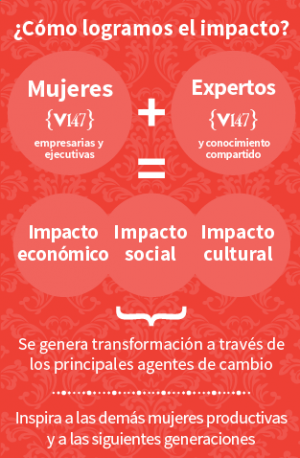 ¿Cómo logramos el impacto?
Mujeres
{V147}
empresarias y
ejecutivas
+
Expertos
{V147}
y conocimiento
compartido
=
Impacto
económico
Impacto
social
Impacto
cultural
Se genera transformación a través de
los principales agentes de cambio
Inspira a las demás mujeres productivas
y a las siguientes generaciones